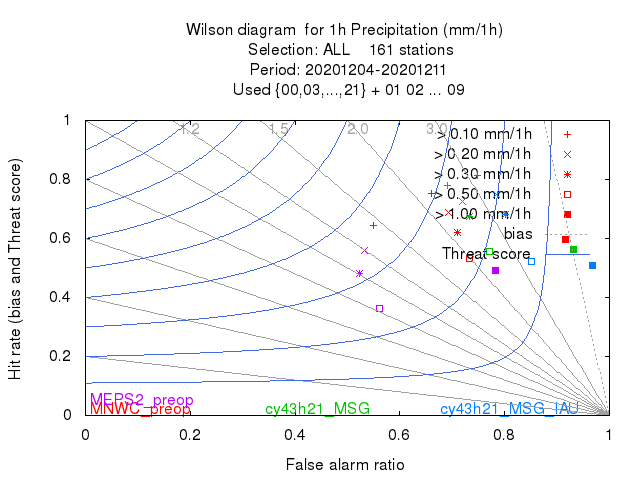 Wilson diagram for 1h Precipitation (mm/1h)
Selection: ALL 161 stations
Period: 20201204-20201211
Used {00,03,...,21} + 01 02 ... 09
Hit rate (bias and Threat score)
1
0.8
0.6
0.4
0.2
0
1.2 1.5 2.0 3.0
> 0.10 mm/1h
> 0.20 mm/1h
> 0.30 mm/1h
> 0.50 mm/1h
> 1.00 mm/1h
bias
Threat score
MEPS2_preop
MNWC_preop cy43h21_MSG cy43h21_MSG_IAU
0 0.2 0.4 0.6 0.8 1
False alarm ratio